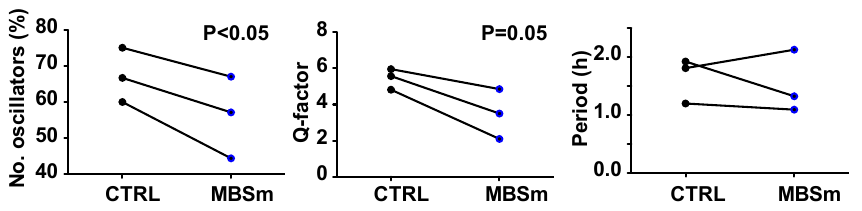 No. oscillators (%)
80
70
60
50
40
P<0.05
CTRL MBSm
Q-factor
8
6
4
2
0
P=0.05
CTRL MBSm
Period (h)
2.0
1.0
0.0
CTRL MBSm